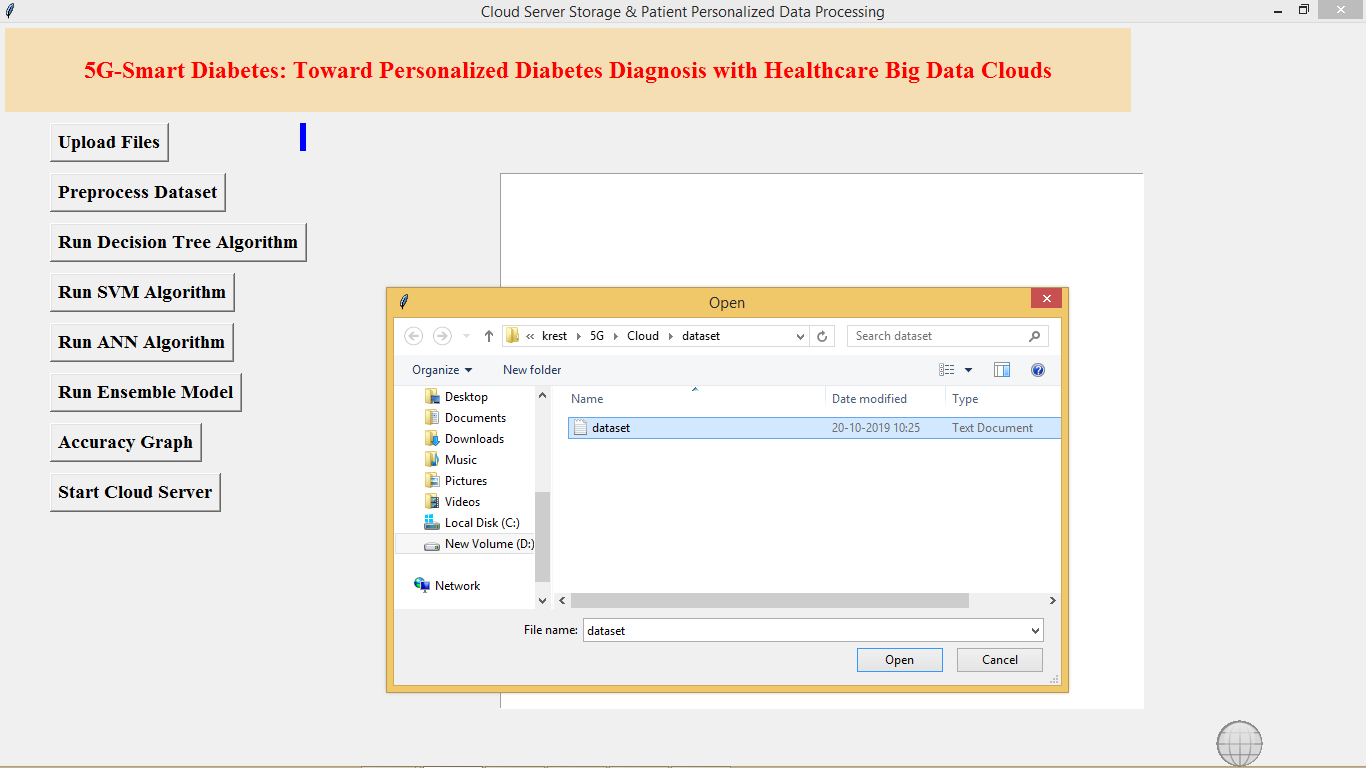 Cloud Server Storage & Patient Personalized Data Processing
5G-Smart Diabetes: Toward Personalized Diabetes Diagnosis with Healthcare Big Data Clouds
Upload Files
Preprocess Dataset
Run Decision Tree Algorithm
Run SVM Algorithm
Run ANN Algorithm
Run Ensemble Model
Accuracy Graph
Start Cloud Server
Open
« krest 5G Cloud dataset
Search dataset
Organize
New folder
Desktop
Documents
Downloads
Music
Pictures
Videos
Local Disk (C:)
New Volume (D:)
Network
Name Date modified Type
dataset 20-10-2019 10:25 Text Document
File name: dataset
Open Cancel